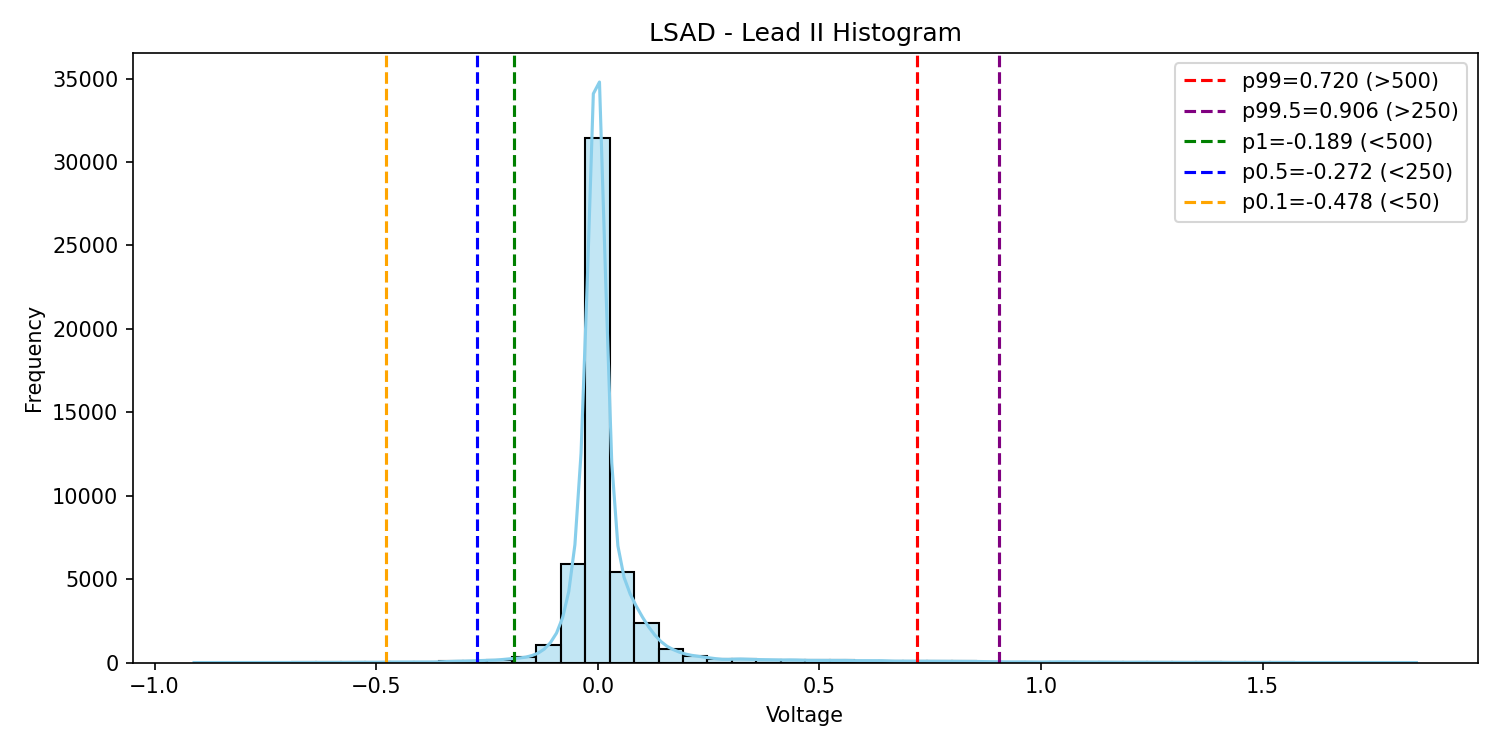 LSAD - Lead II Histogram
35000
30000
25000
20000
15000
10000
5000
0
Frequency
p99=0.720 (>500)
p99.5=0.906 (>250)
p1=-0.189 (<500)
p0.5=-0.272 (<250)
p0.1=-0.478 (<50)
−1.0 −0.5 0.0 0.5 1.0 1.5
Voltage